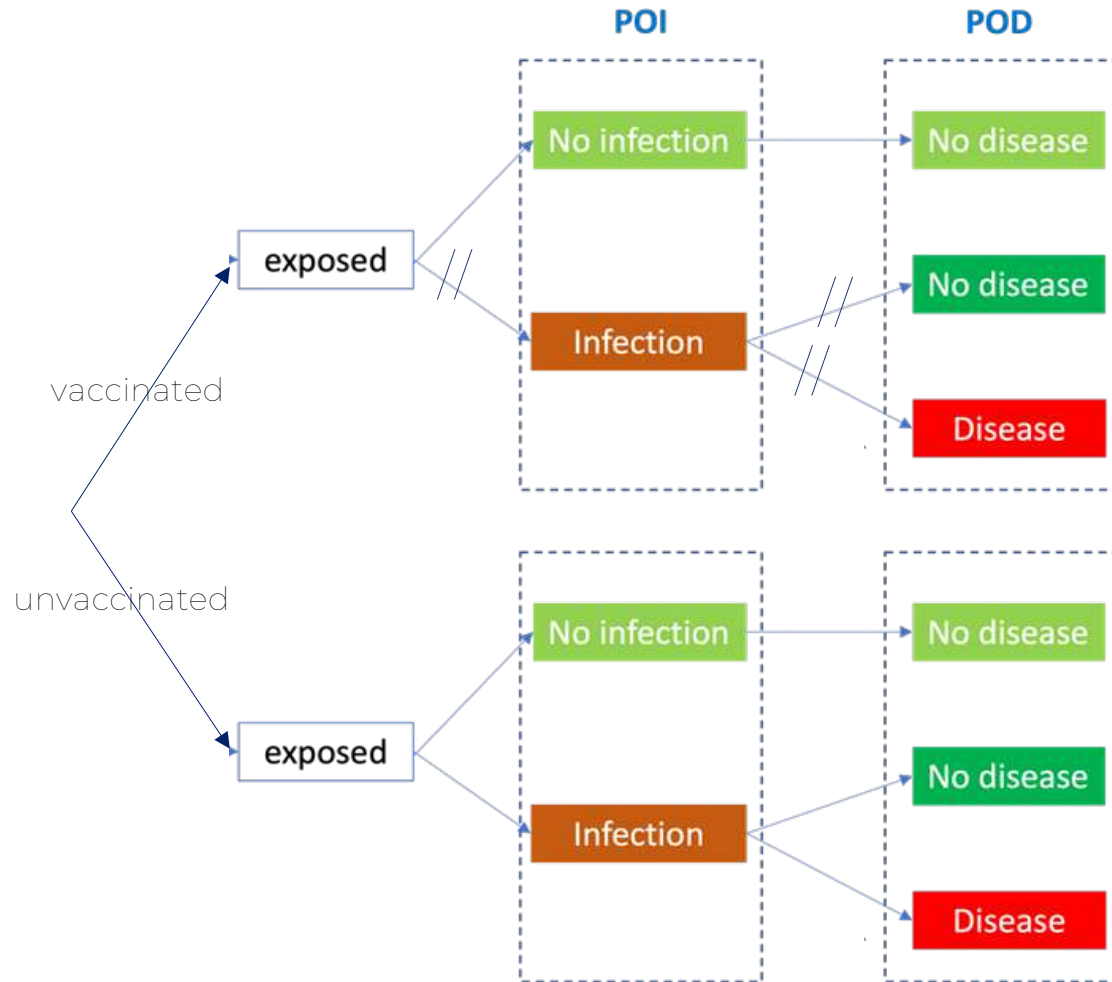 POI
POD
No infection
No disease
exposed
No disease
Infection
vaccinated
Disease
unvaccinated
No infection
No disease
exposed
No disease
Infection
Disease